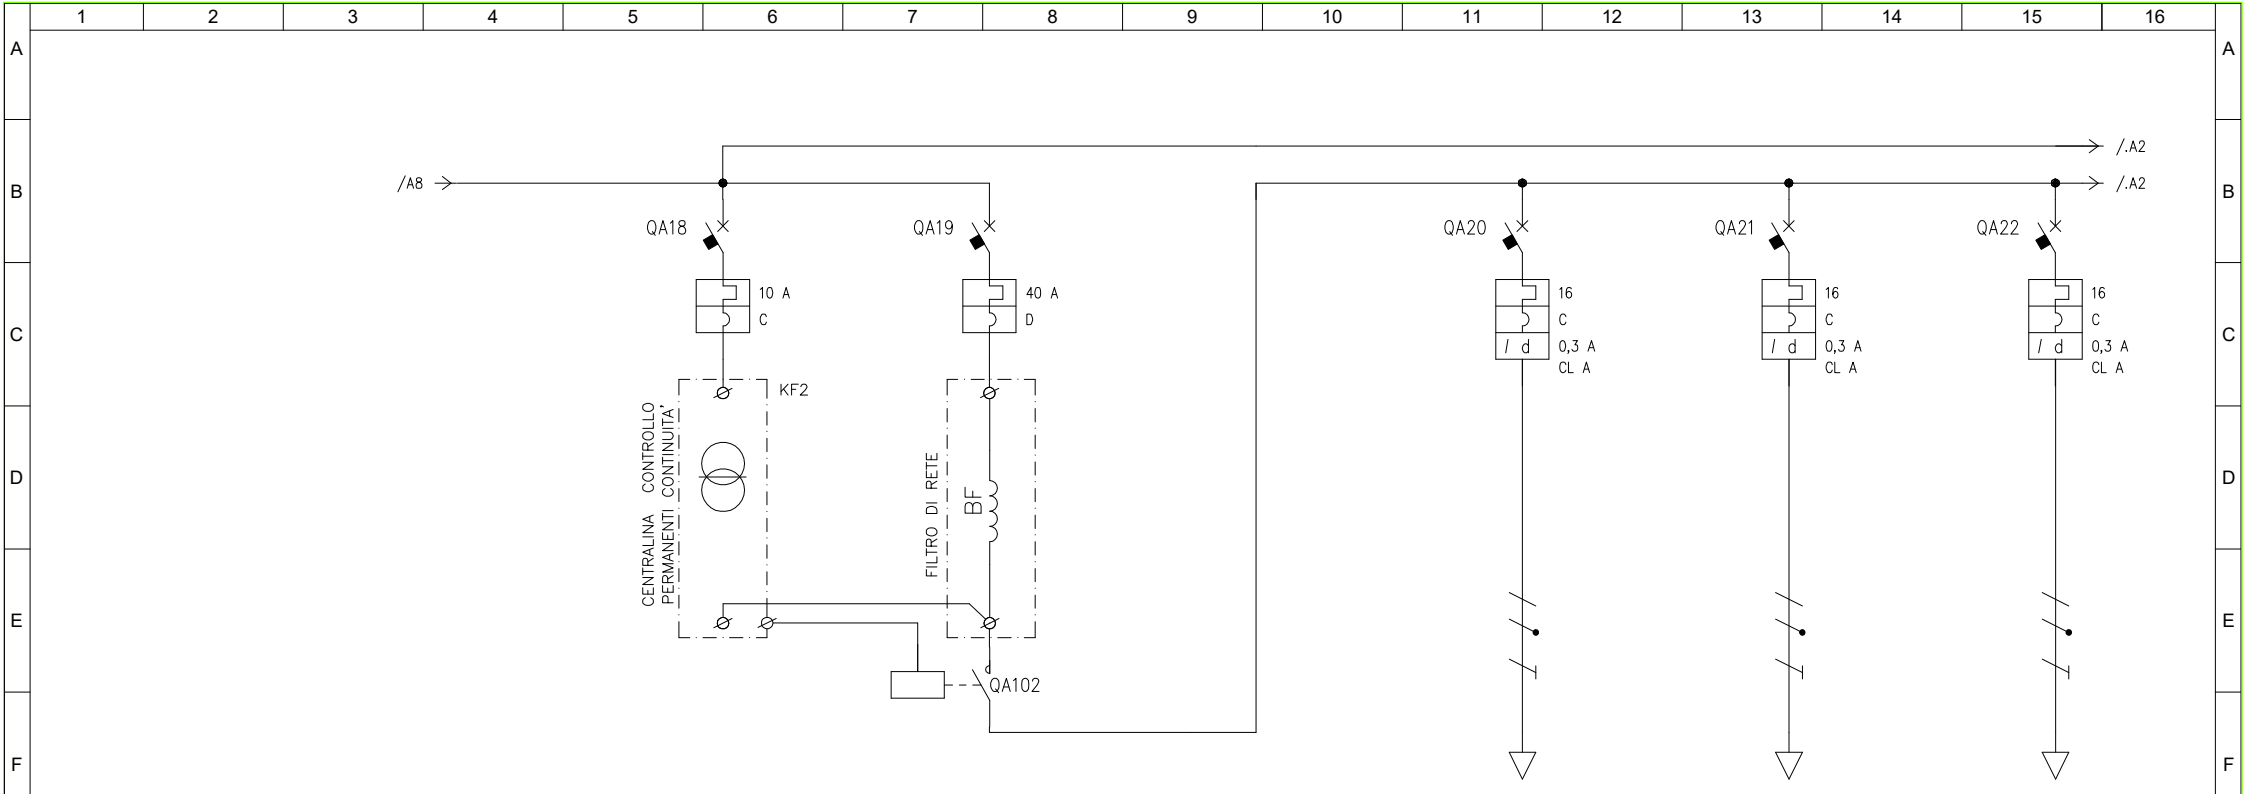 1 2 3 4 5 6 7 8 9 10 11 12 13 14 15 16
A A
/.A2
B /A8 /.A2 B
QA18 QA19 QA20 QA21 QA22
10 A 40 A 16 16 16
C D C C C
C C
I d 0,3 A I d 0,3 A I d 0,3 A
CL A CL A CL A
KF2
CENTRALINA CONTROLLO
PERMANENTI CONTINUITA'
FILTRO DI RETE
BF
D D
E E
QA102
F F